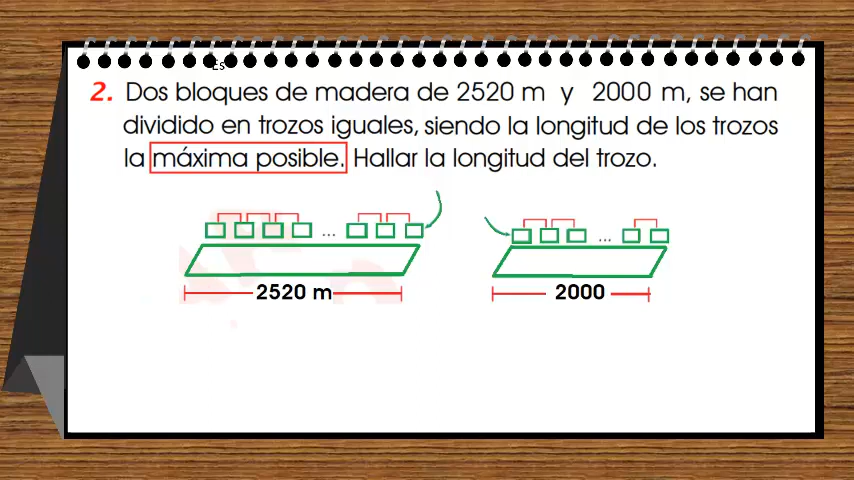 Es
2. Dos bloques de madera de 2520 m y 2000 m, se han
dividido en trozos iguales, siendo la longitud de los trozos
la máxima posible. Hallar la longitud del trozo.
... ...
2520 m 2000